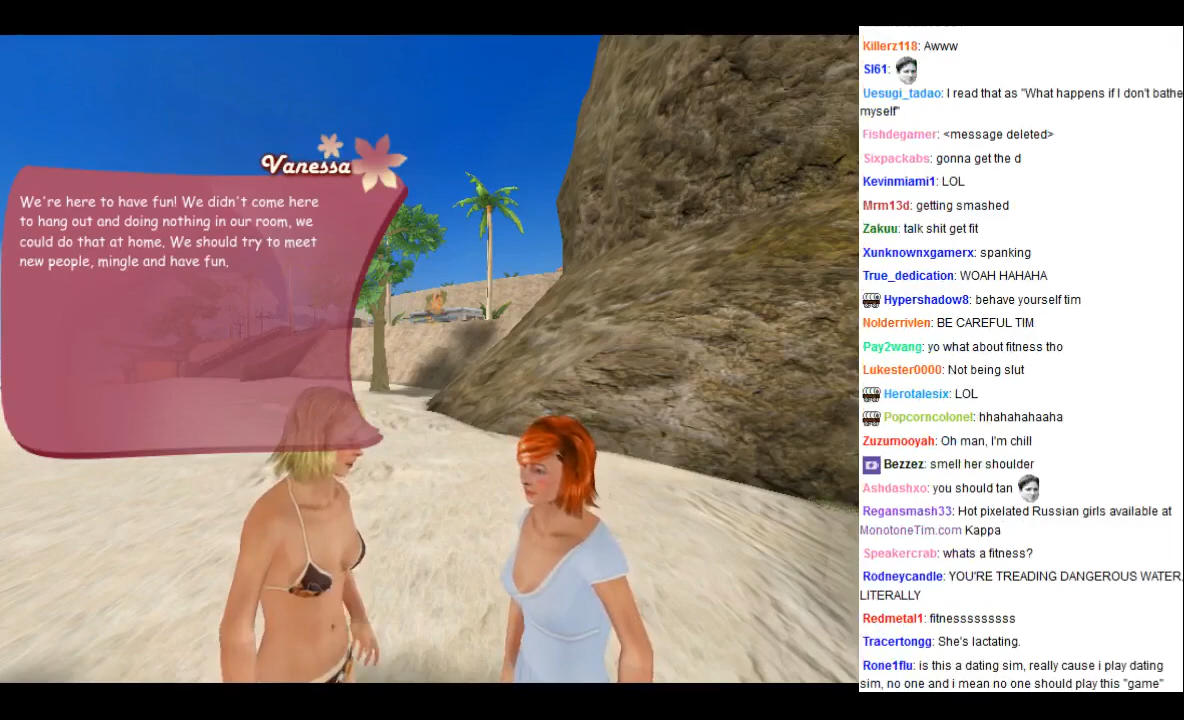 Vanessa
We're here to have fun! We didn't come here
to hang out and doing nothing in our room, we
could do that at home. We should try to meet
new people, mingle and have fun.
Killerz118: Awww
Sl61:
Uesugi_tadao: I read that as "What happens if I don't bathe
myself"
Fishdegamer: <message deleted>
Sixpackabs: gonna get the d
Kevinmiami1: LOL
Mrm13d: getting smashed
Zakuu: talk shit get fit
Xunknownxgamerx: spanking
True_dedication: WOAH HAHAHA
Hypershadow8: behave yourself tim
Nolderrivlen: BE CAREFUL TIM
Pay2wang: yo what about fitness tho
Lukester0000: Not being slut
Herotalesix: LOL
Popcorncolonel: hhahahahaaha
Zuzumooyah: Oh man, I'm chill
Bezzez: smell her shoulder
Ashdashxo: you should tan
Regansmash33: Hot pixelated Russian girls available at
MonotoneTim.com Kappa
Speakercrab: whats a fitness?
Rodneycandle: YOU'RE TREADING DANGEROUS WATER.
LITERALLY
Redmetal1: fitnesssssssss
Tracertongg: She's lactating.
Rone1flu: is this a dating sim, really cause i play dating
sim, no one and i mean no one should play this "game"